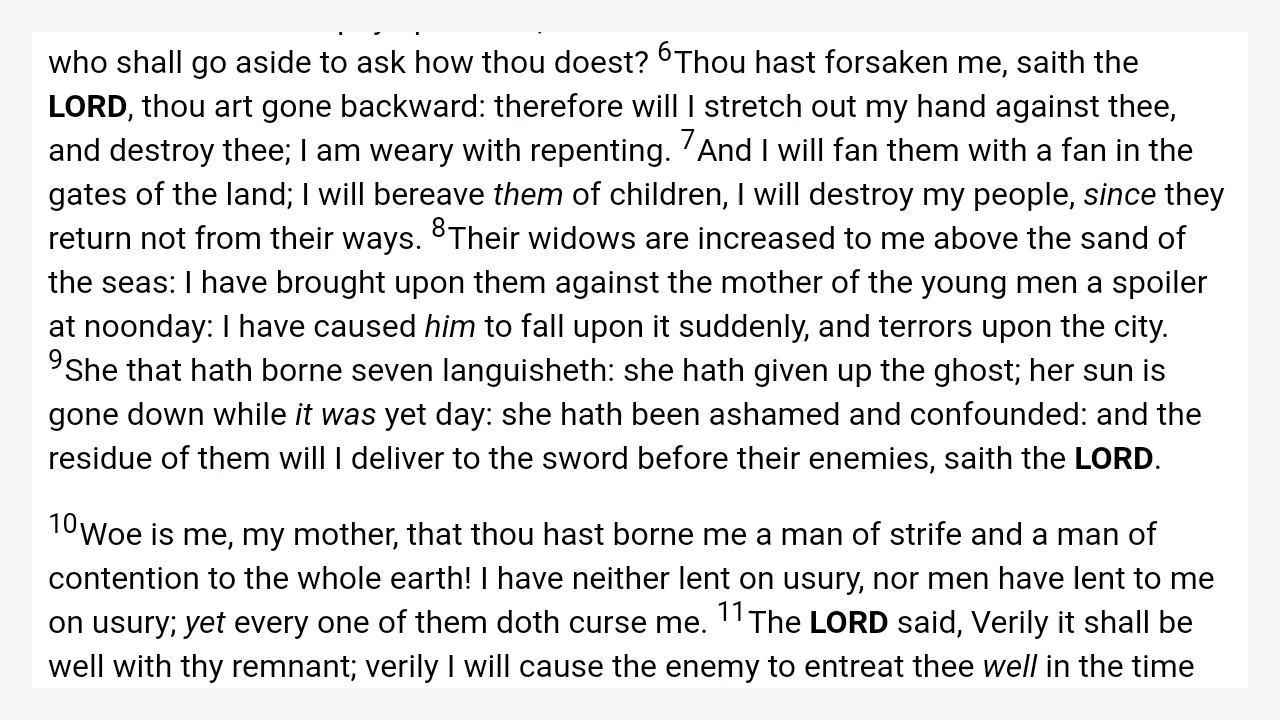 who shall go aside to ask how thou doest? 6Thou hast forsaken me, saith the
LORD, thou art gone backward: therefore will I stretch out my hand against thee,
and destroy thee; I am weary with repenting. 7And I will fan them with a fan in the
gates of the land; I will bereave them of children, I will destroy my people, since they
return not from their ways. 8Their widows are increased to me above the sand of
the seas: I have brought upon them against the mother of the young men a spoiler
at noonday: I have caused him to fall upon it suddenly, and terrors upon the city.
9She that hath borne seven languisheth: she hath given up the ghost; her sun is
gone down while it was yet day: she hath been ashamed and confounded: and the
residue of them will I deliver to the sword before their enemies, saith the LORD.
10Woe is me, my mother, that thou hast borne me a man of strife and a man of
contention to the whole earth! I have neither lent on usury, nor men have lent to me
on usury; yet every one of them doth curse me. 11The LORD said, Verily it shall be
well with thy remnant; verily I will cause the enemy to entreat thee well in the time